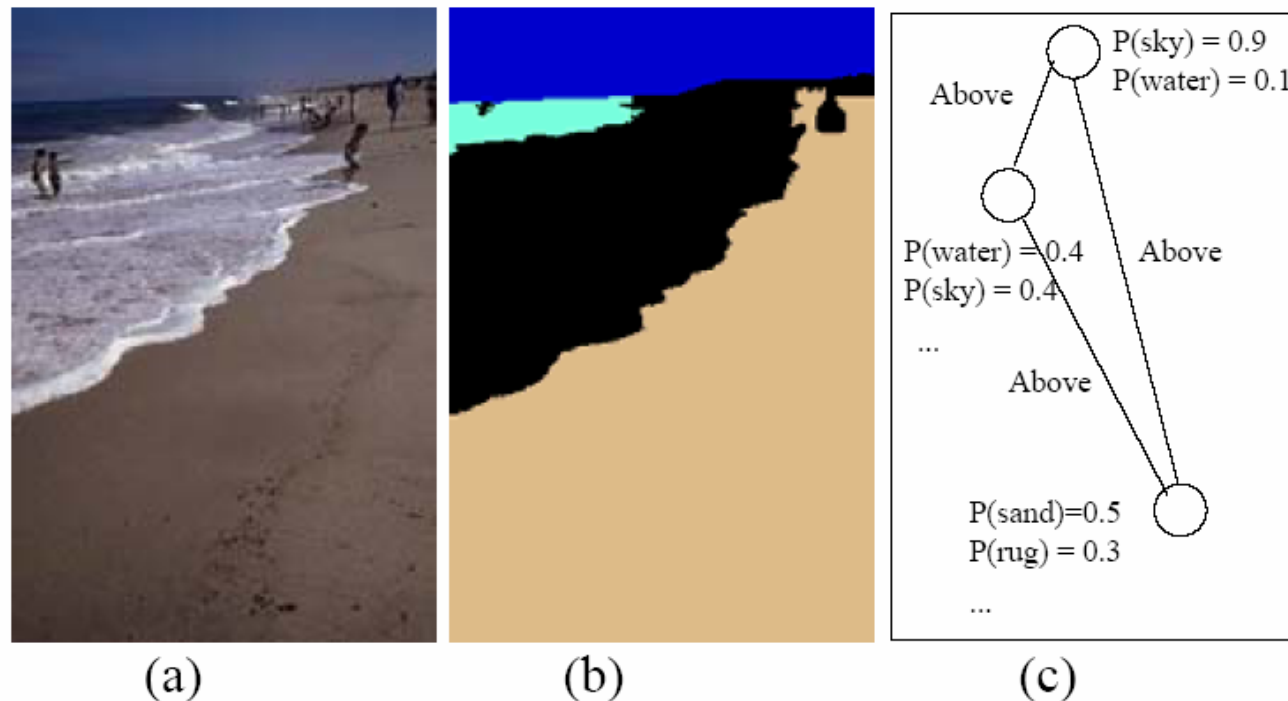 P(sky) = 0.9
P(water) = 0.1
Above
P(water) = 0.4
P(sky) = 0.4
Above
...
Above
P(sand)=0.5
P(rug) = 0.3
...
(a)
(b)
(c)